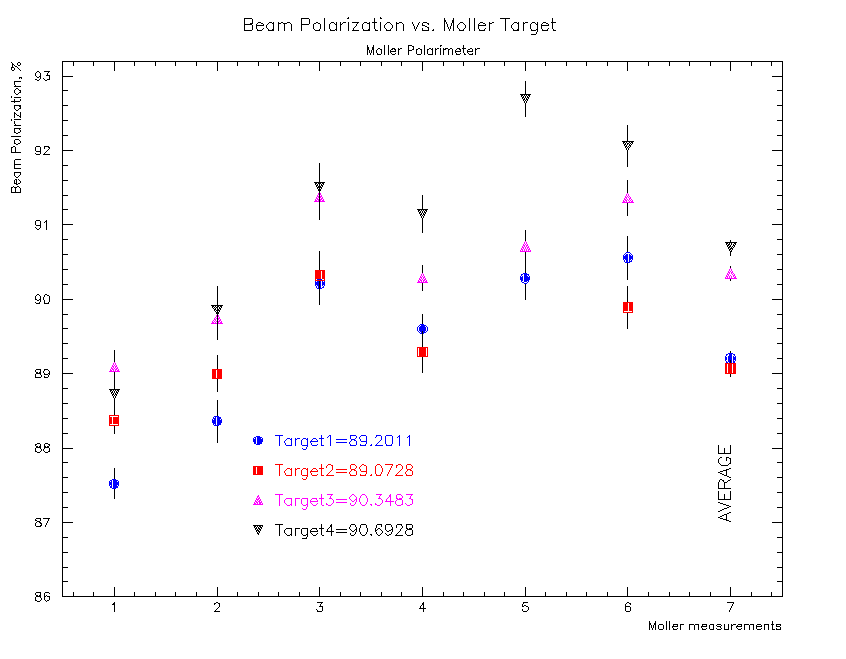 Beam Polarization vs. Moller Target
Moller Polarimeter
Beam Polarization, %
93
92
91
90
89
88
87
86
Target1=89.2011
Target2=89.0728
Target3=90.3483
Target4=90.6928
AVERAGE
1 2 3 4 5 6 7
Moller measurements